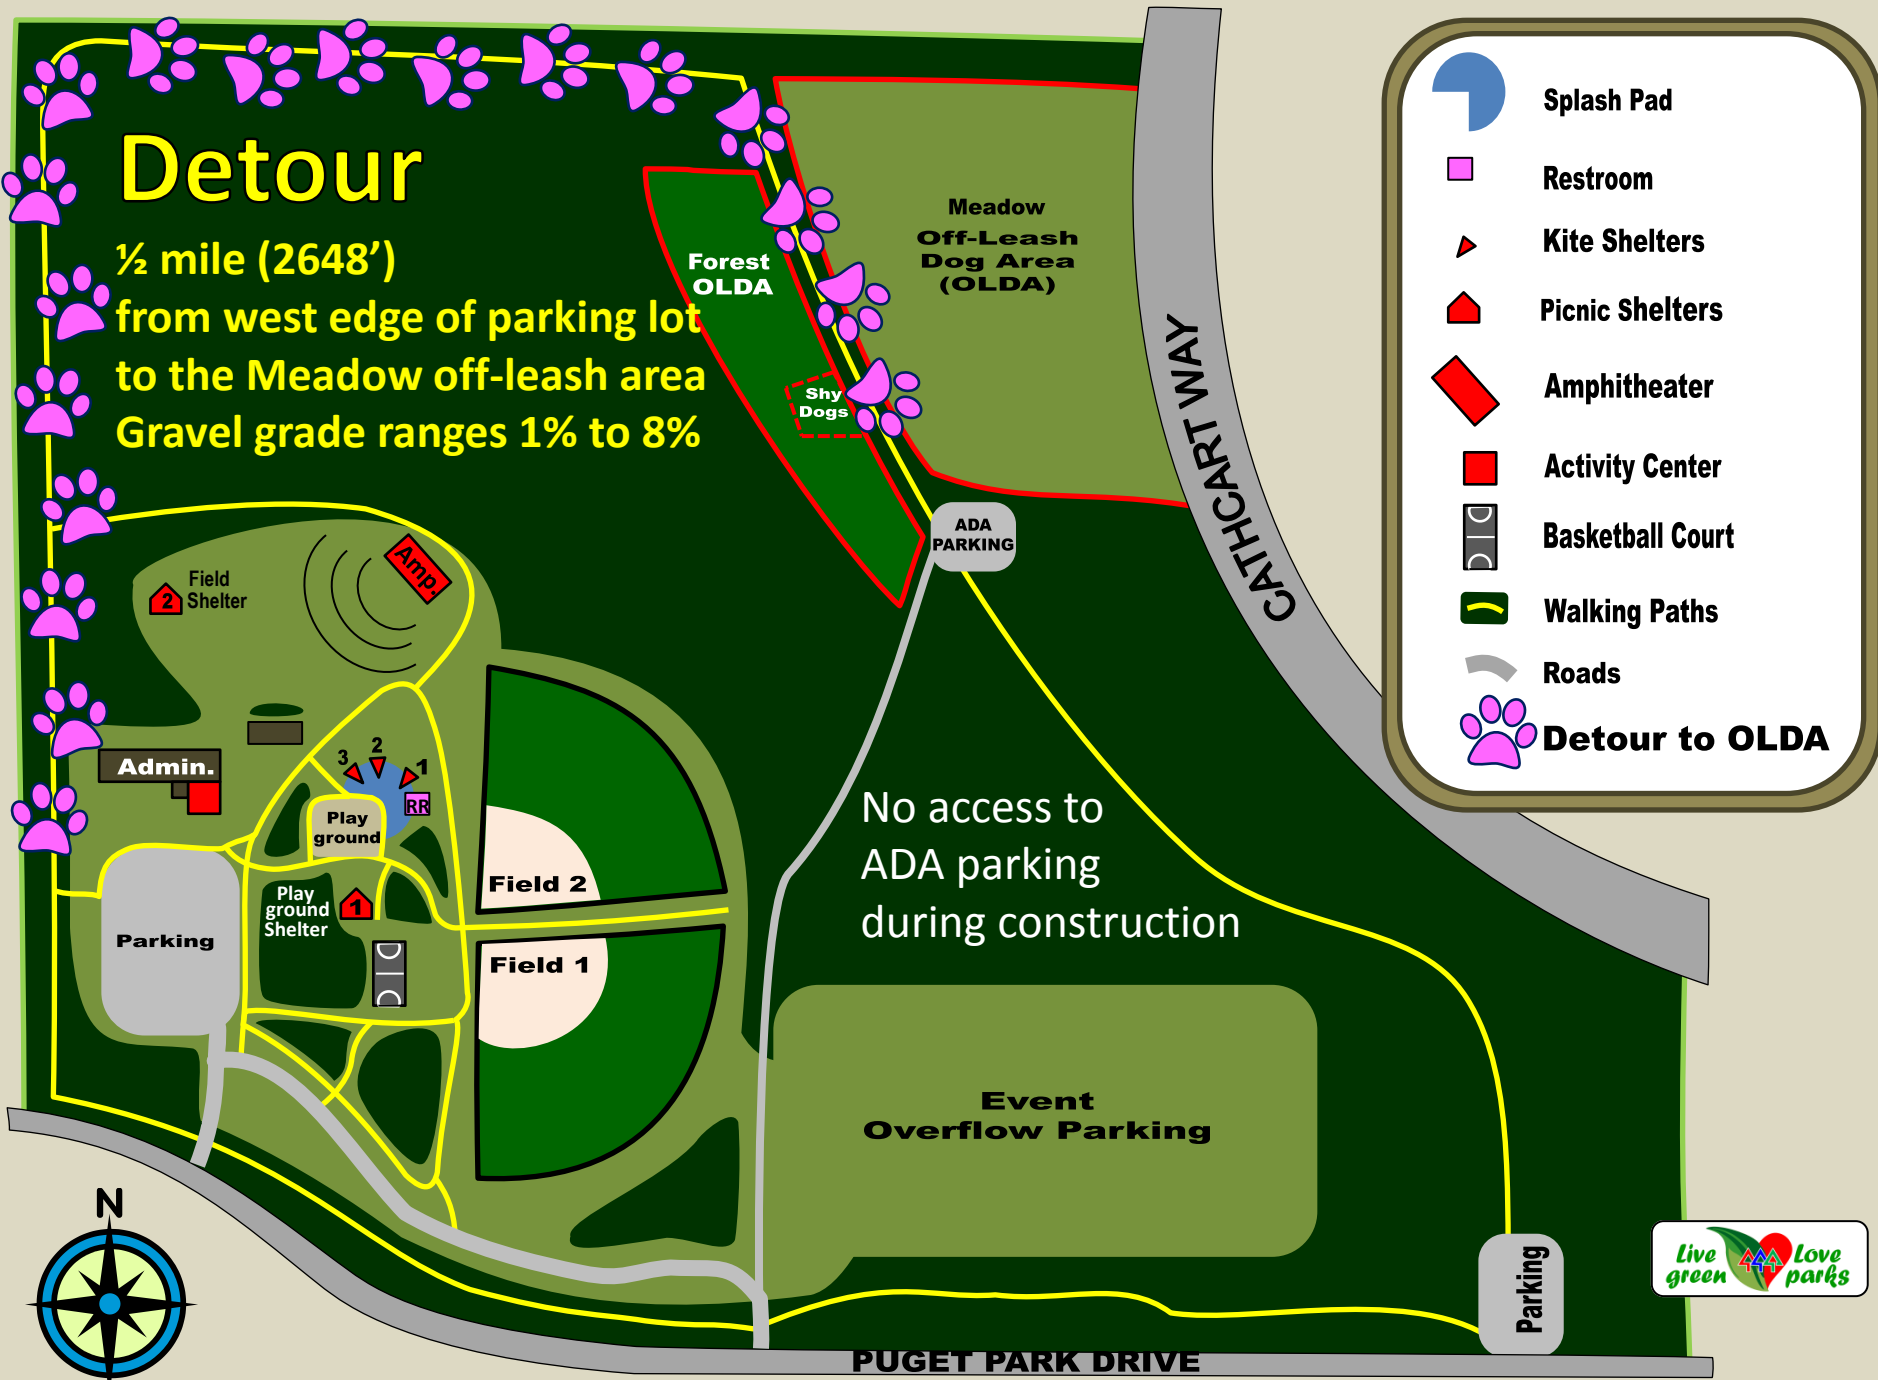 Detour
½ mile (2648’)
from west edge of parking lot
to the Meadow off-leash area
Gravel grade ranges 1% to 8%
Forest
OLDA
Meadow
Off-Leash
Dog Area
(OLDA)
Shy
Dogs
ADA
PARKING
CATHCART WAY
Splash Pad
Restroom
Kite Shelters
Picnic Shelters
Amphitheater
Activity Center
Basketball Court
Walking Paths
Roads
Detour to OLDA
Amp.
2
Field
Shelter
Admin.
3
2
1
RR
Play
ground
Play
ground
Shelter
1
Parking
Field 2
Field 1
No access to
ADA parking
during construction
Event
Overflow Parking
N
Parking
Live
green
Love
parks
PUGET PARK DRIVE